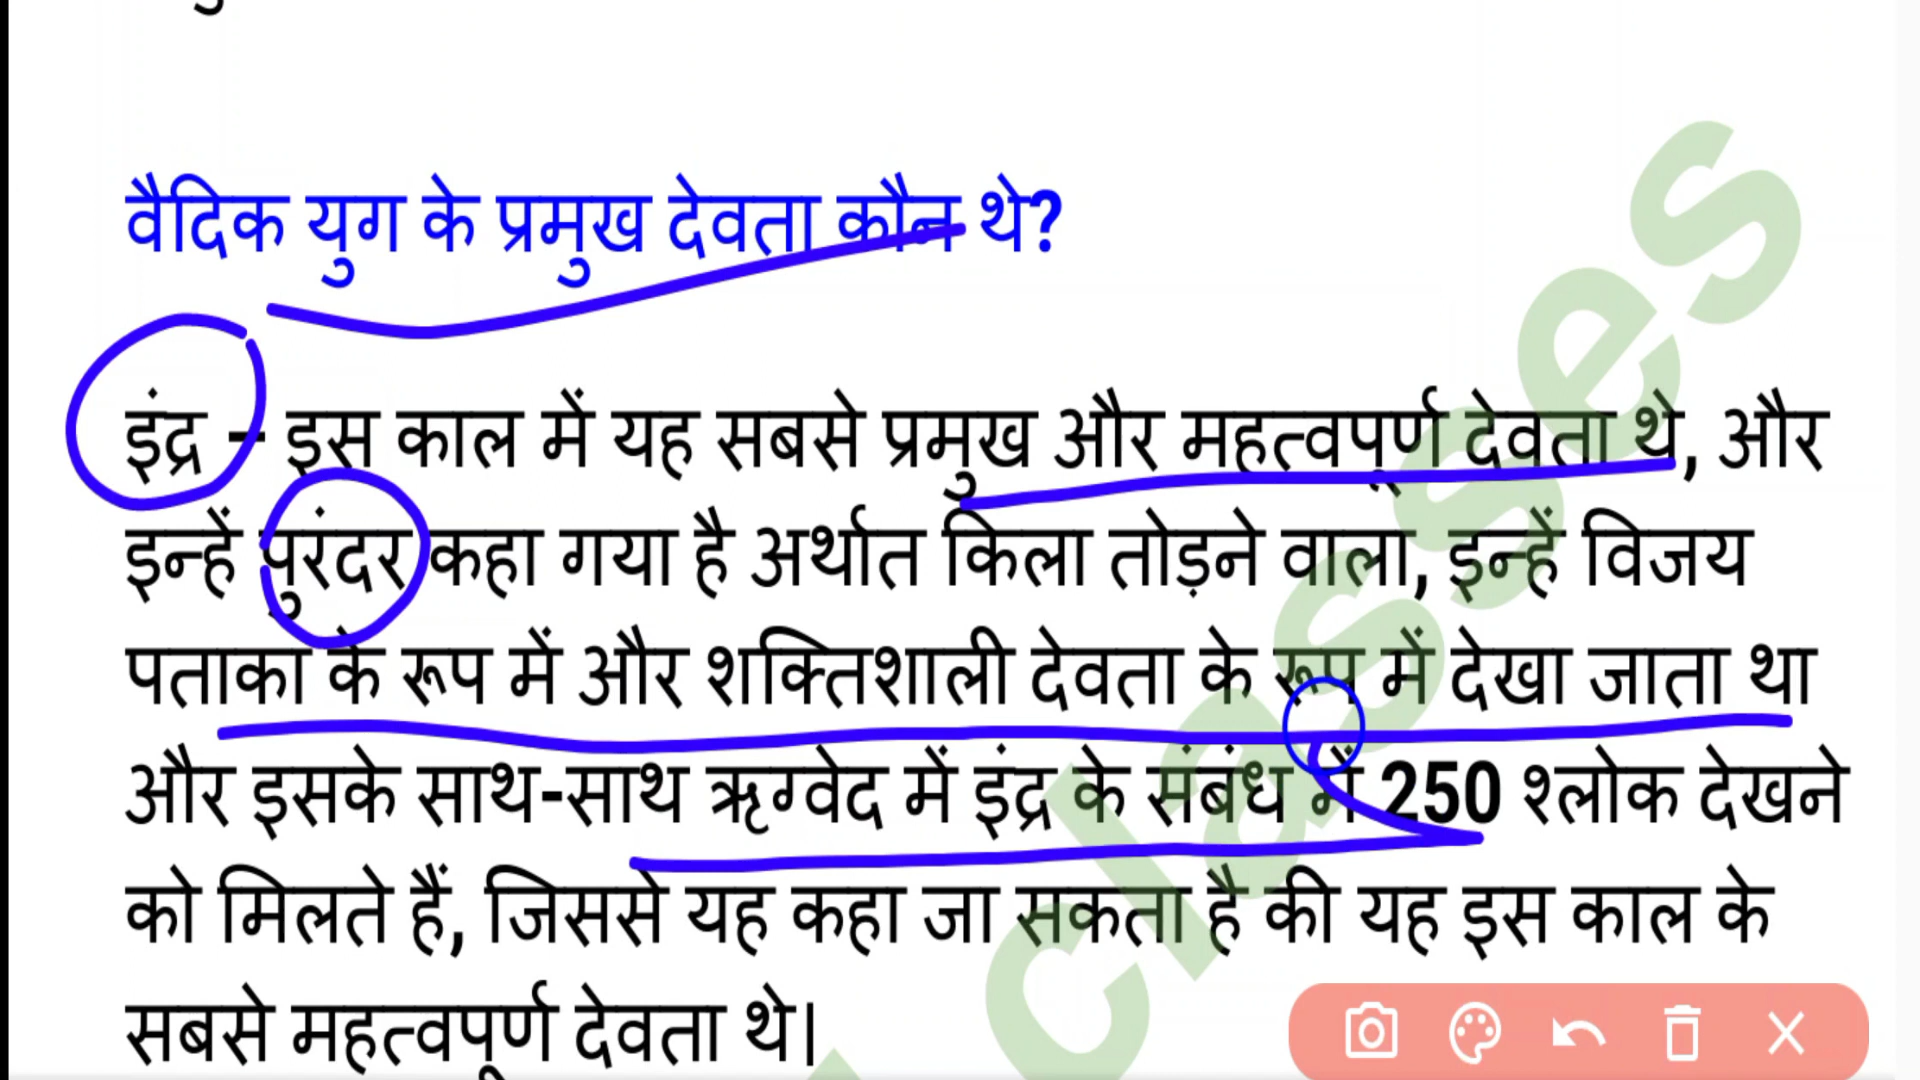 वैदिक युग के प्रमुख देवता कौन थे?
इंद्र – इस काल में यह सबसे प्रमुख और महत्वपूर्ण देवता थे, और
इन्हें पुरंदर कहा गया है अर्थात किला तोड़ने वाला, इन्हें विजय
पताका के रूप में और शक्तिशाली देवता के रूप में देखा जाता था
और इसके साथ-साथ ऋग्वेद में इंद्र के संबंध में 250 श्लोक देखने
को मिलते हैं, जिससे यह कहा जा सकता है की यह इस काल के
सबसे महत्वपूर्ण देवता थे।
classes